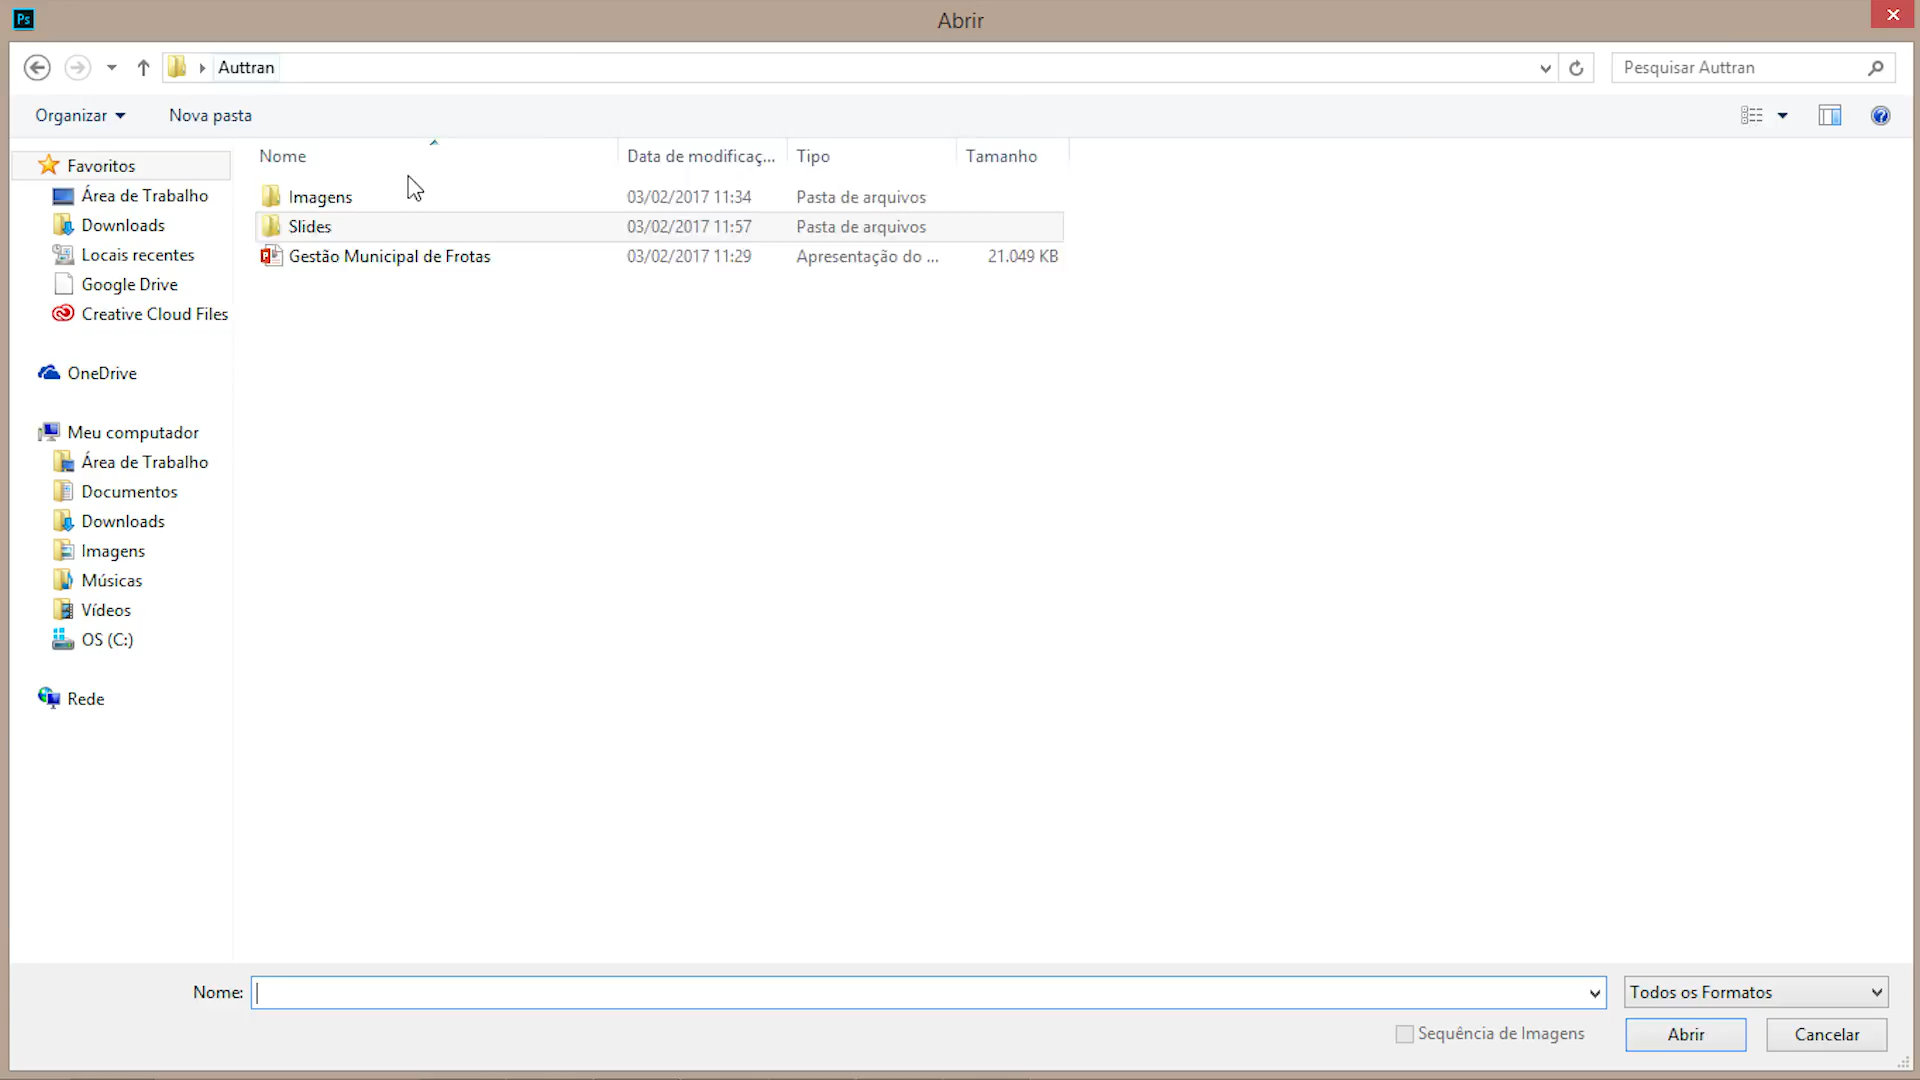 Ps
Abrir
Auttran
Pesquisar Auttran
Organizar
Nova pasta
Nome
Data de modificaç...
Tipo
Tamanho
Imagens
03/02/2017 11:34
Pasta de arquivos
Slides
03/02/2017 11:57
Pasta de arquivos
Gestão Municipal de Frotas
03/02/2017 11:29
Apresentação do ...
21.049 KB
Favoritos
Área de Trabalho
Downloads
Locais recentes
Google Drive
Creative Cloud Files
OneDrive
Meu computador
Área de Trabalho
Documentos
Downloads
Imagens
Músicas
Vídeos
OS (C:)
Rede
Nome:
Todos os Formatos
Sequência de Imagens
Abrir
Cancelar